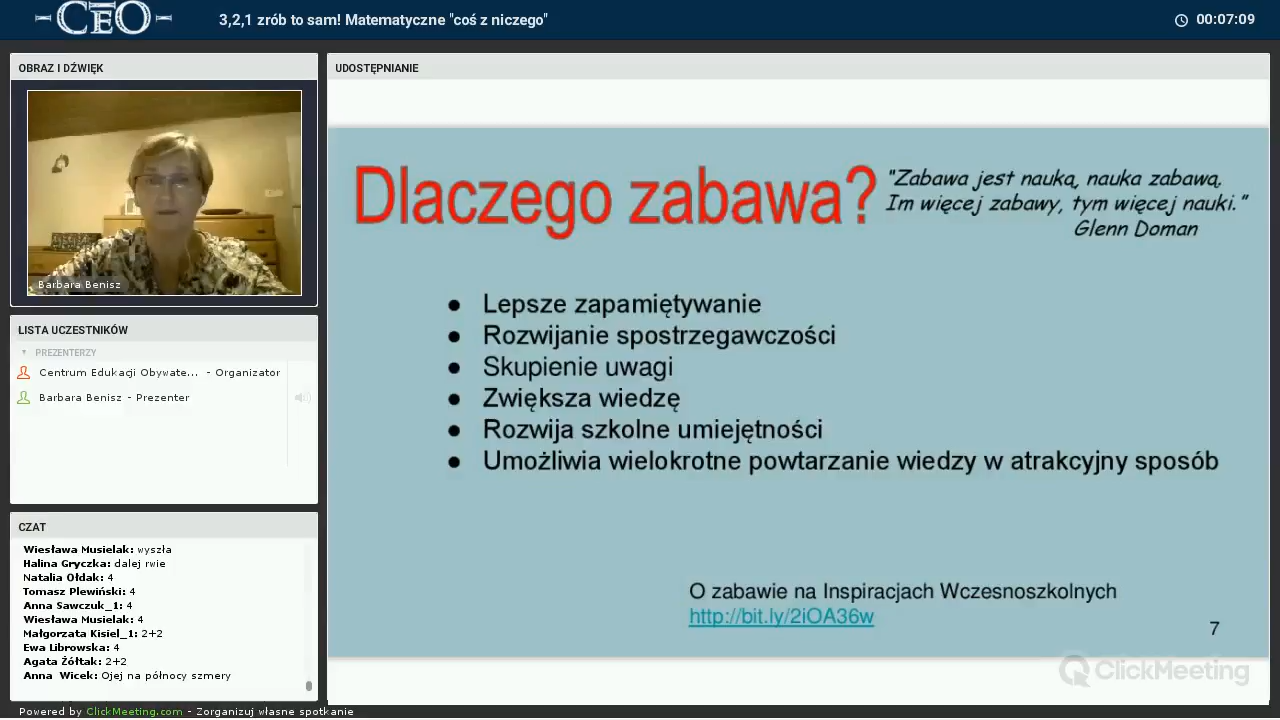 CEO
3,2,1 zrób to sam! Matematyczne "coś z niczego"
00:07:09
OBRAZ I DŹWIĘK
Barbara Benisz
LISTA UCZESTNIKÓW
PREZENTERZY
Centrum Edukacji Obywate... - Organizator
Barbara Benisz - Prezenter
CZAT
Wiesława Musielak: wyszła
Halina Gryczka: dalej rwie
Natalia Ołdak: 4
Tomasz Plewiński: 4
Anna Sawczuk_1: 4
Wiesława Musielak: 4
Małgorzata Kisiel_1: 2+2
Ewa Librowska: 4
Agata Żółtak: 2+2
Anna Wicek: Ojej na północy szmery
UDOSTĘPNIANIE
Dlaczego zabawa?
"Zabawa jest nauką, nauka zabawą.
Im więcej zabawy, tym więcej nauki."
Glenn Doman
● Lepsze zapamiętywanie
● Rozwijanie spostrzegawczości
● Skupienie uwagi
● Zwiększa wiedzę
● Rozwija szkolne umiejętności
● Umożliwia wielokrotne powtarzanie wiedzy w atrakcyjny sposób
O zabawie na Inspiracjach Wczesnoszkolnych
http://bit.ly/2iOA36w
7
ClickMeeting
Powered by ClickMeeting.com - Zorganizuj własne spotkanie